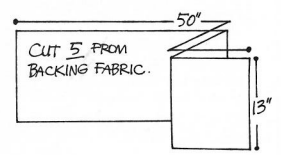 50"
CUT 5 FROM
BACKING FABRIC.
13"